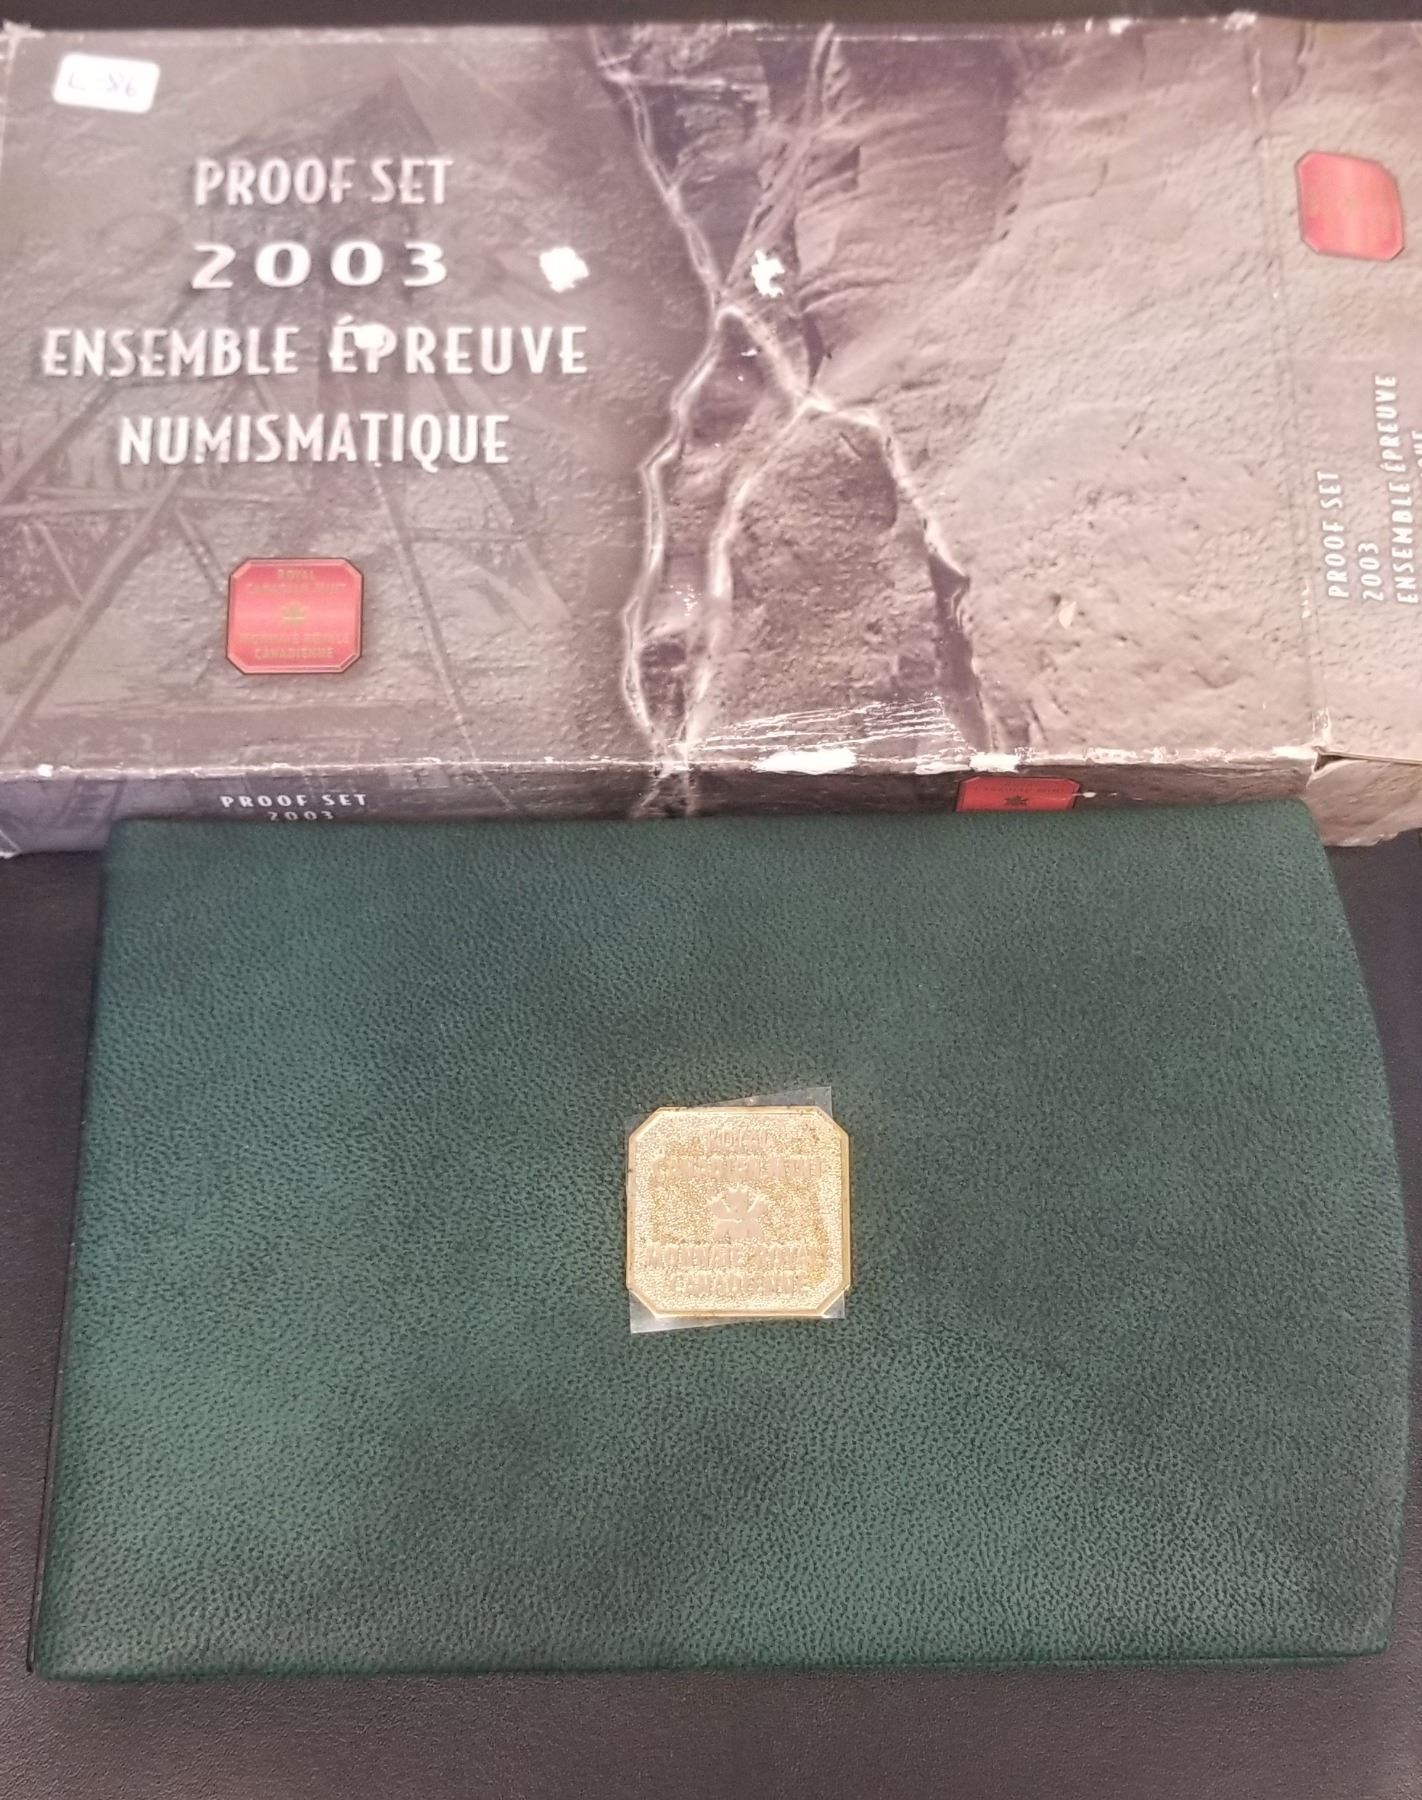 PROOF SET
2003
ENSEMBLE ÉPREUVE
NUMISMATIQUE
ROYAL
CANADIAN MINT
MONNAIE ROYALE
CANADIENNE
PROOF SET
2003
ENSEMBLE ÉPREUVE
PROOF SET
2003
ROYAL
CANADIAN MINT
MONNAIE ROYALE
CANADIENNE